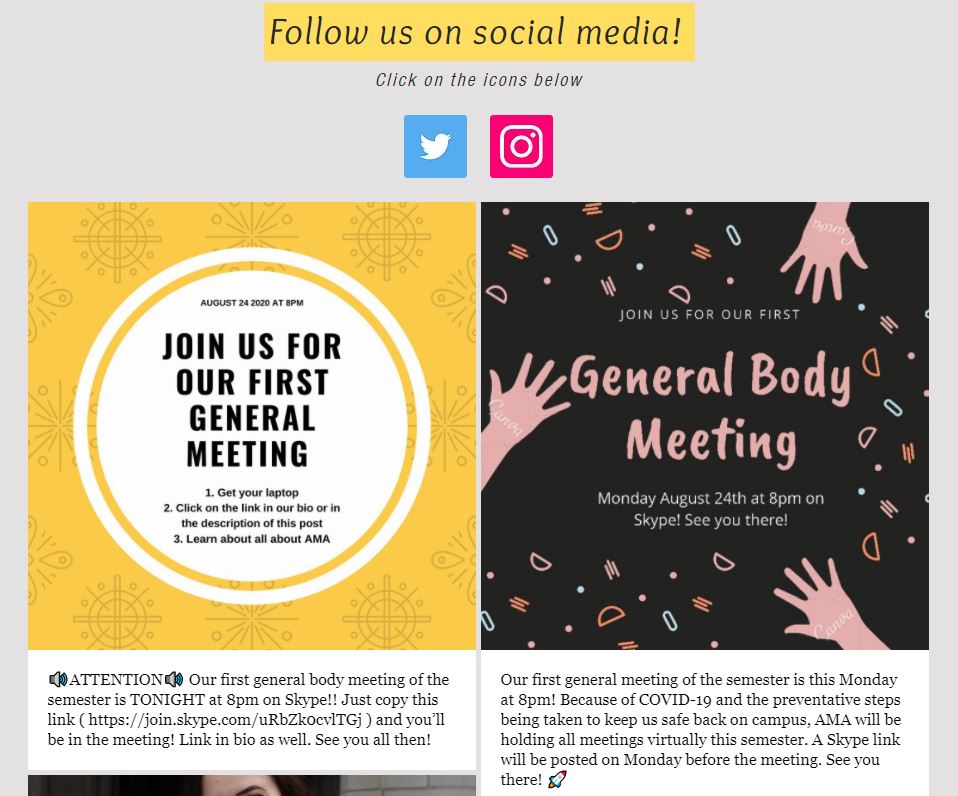 Follow us on social media!
Click on the icons below
AUGUST 24 2020 AT 8PM
JOIN US FOR
OUR FIRST
GENERAL
MEETING
1. Get your laptop
2. Click on the link in our bio or in
the description of this post
3. Learn about all about AMA
🔊ATTENTION🔊 Our first general body meeting of the
semester is TONIGHT at 8pm on Skype!! Just copy this
link ( https://join.skype.com/uRbZkocvlTGj ) and you’ll
be in the meeting! Link in bio as well. See you all then!
Canva
JOIN US FOR OUR FIRST
General Body
Meeting
Canva
Monday August 24th at 8pm on
Skype! See you there!
Canva
Our first general meeting of the semester is this Monday
at 8pm! Because of COVID-19 and the preventative steps
being taken to keep us safe back on campus, AMA will be
holding all meetings virtually this semester. A Skype link
will be posted on Monday before the meeting. See you
there! 🚀